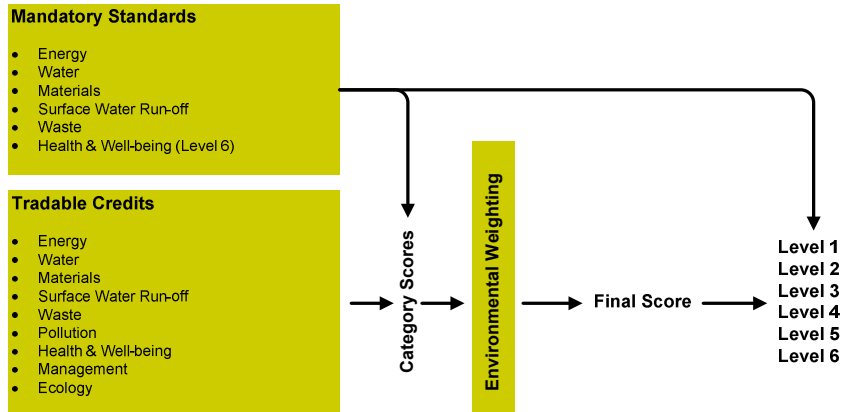 Mandatory Standards
● Energy
● Water
● Materials
● Surface Water Run-off
● Waste
● Health & Well-being (Level 6)
Tradable Credits
● Energy
● Water
● Materials
● Surface Water Run-off
● Waste
● Pollution
● Health & Well-being
● Management
● Ecology
Category Scores
Environmental Weighting
Final Score
Level 1
Level 2
Level 3
Level 4
Level 5
Level 6